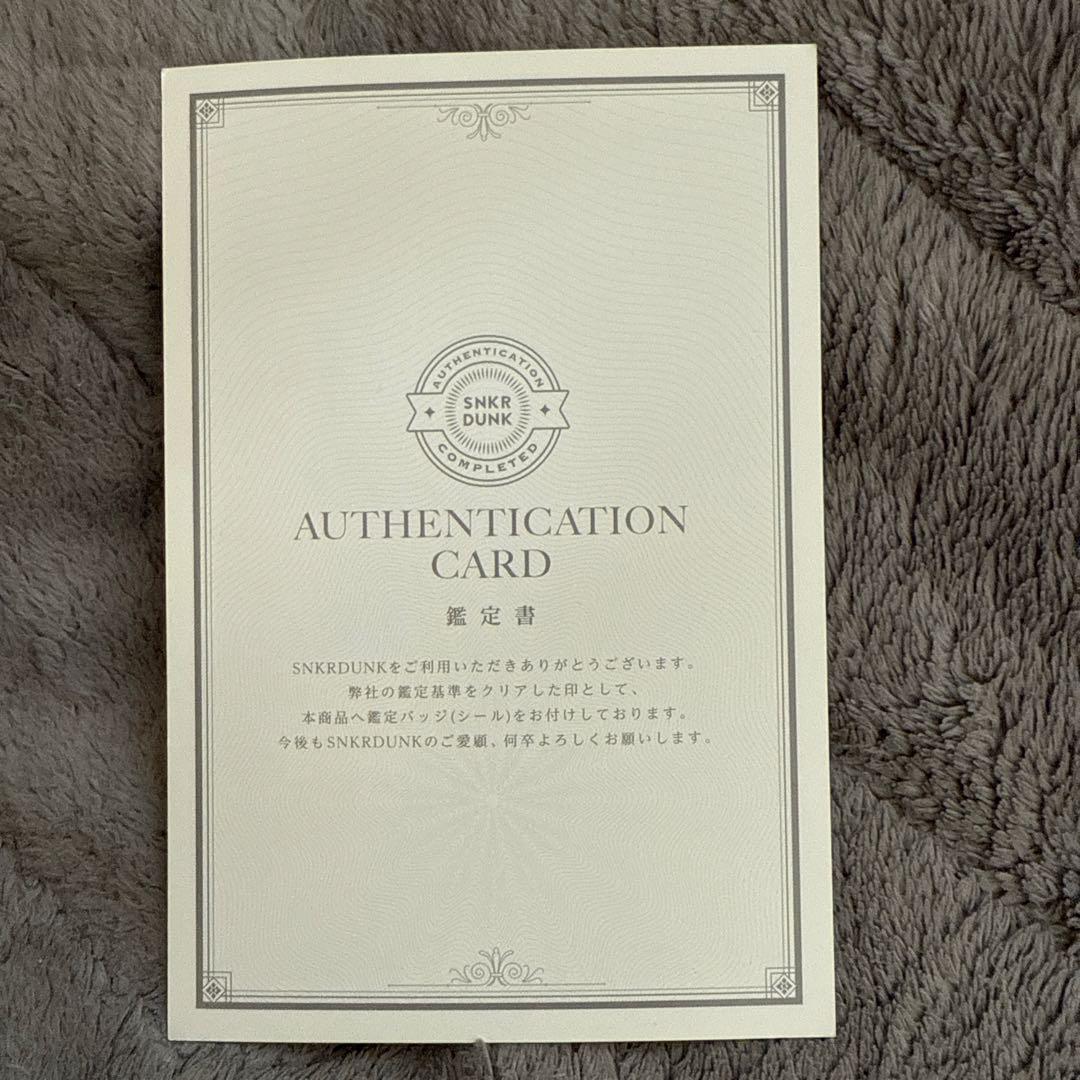 AUTHENTICATION
SNKR
DUNK
COMPLETED
AUTHENTICATION
CARD
鑑定書
SNKRDUNKをご利用いただきありがとうございます。
弊社の鑑定基準をクリアした印として、
本商品へ鑑定バッジ(シール)をお付けしております。
今後もSNKRDUNKのご愛顧、何卒よろしくお願いします。